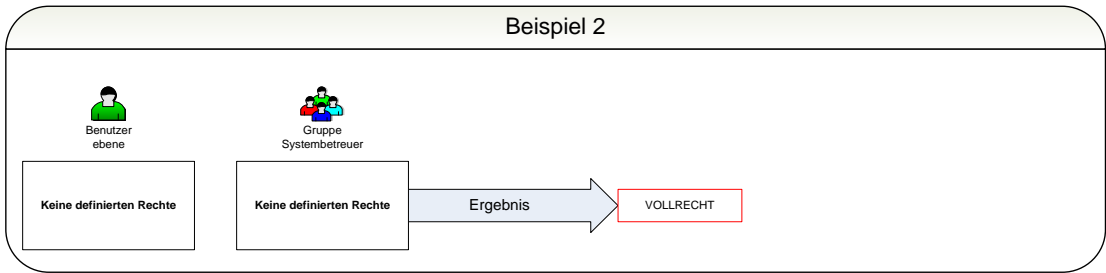 Beispiel 2
Benutzer
ebene
Gruppe
Systembetreuer
Keine definierten Rechte
Keine definierten Rechte
Ergebnis
VOLLRECHT